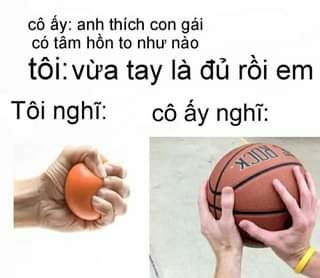 cô ấy: anh thích con gái
có tâm hồn to như nào
tôi: vừa tay là đủ rồi em
Tôi nghĩ:
cô ấy nghĩ:
ROCK